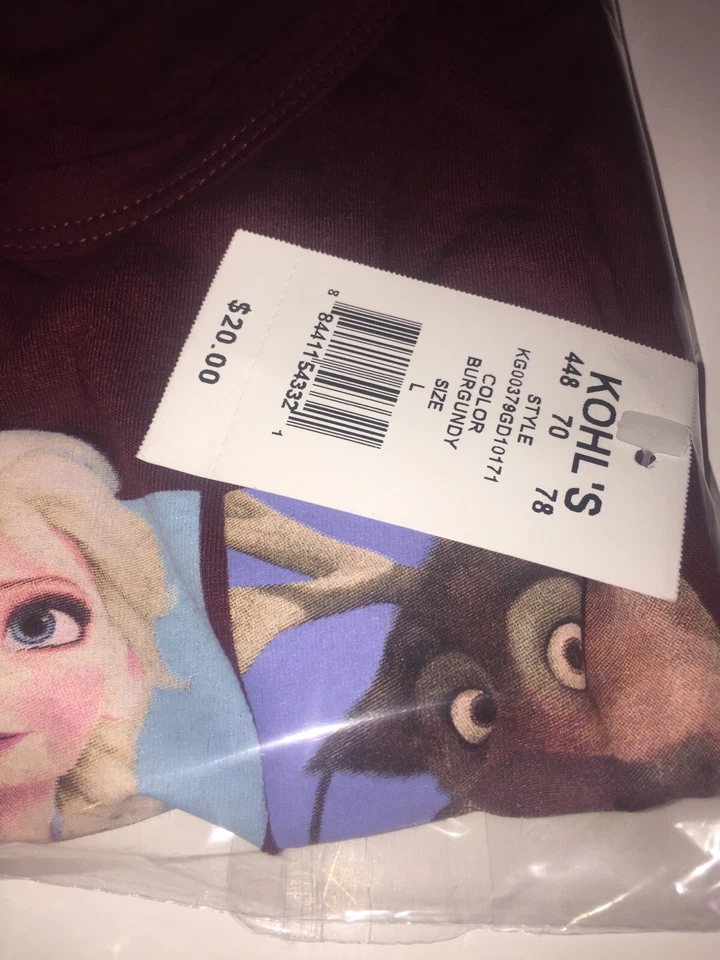 KOHL'S
448 70 78
STYLE
KG00379GD10171
COLOR
BURGUNDY
SIZE
L
8 84411 54332 1
$20.00